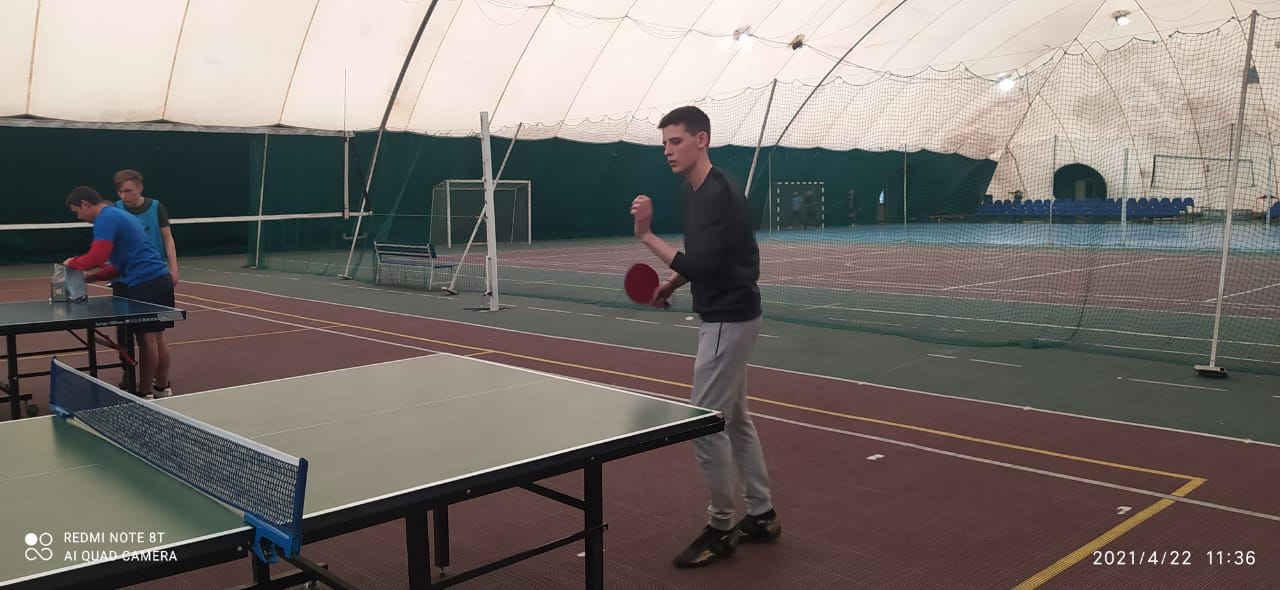 REDMI NOTE 8T
AI QUAD CAMERA
2021/4/22 11:36